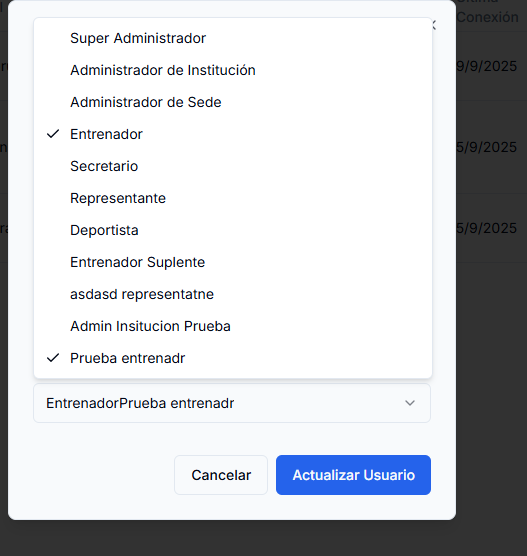 Super Administrador
Administrador de Institución
Administrador de Sede
Entrenador
Secretario
Representante
Deportista
Entrenador Suplente
asdasd representatne
Admin Insitucion Prueba
Prueba entrenadr
EntrenadorPrueba entrenadr
Cancelar
Actualizar Usuario
Conexión
9/9/2025
5/9/2025
5/9/2025